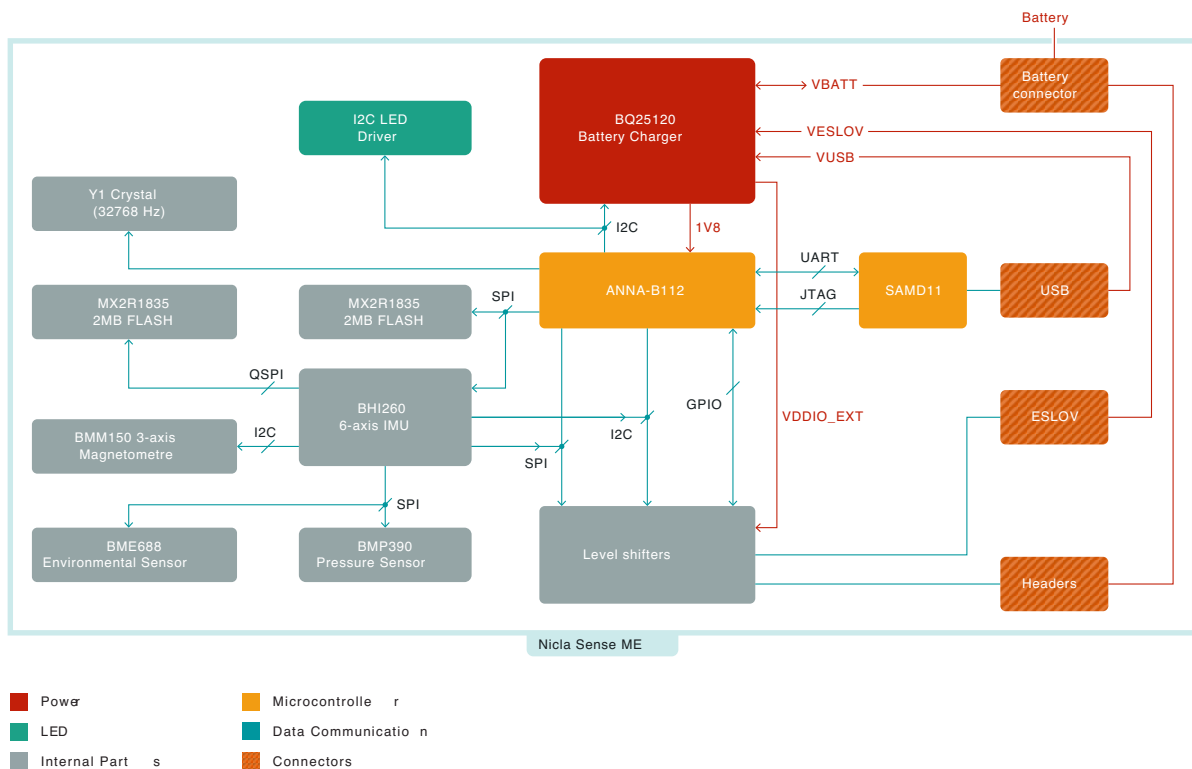 Battery
Battery
connector
VBATT
BQ25120
Battery Charger
I2C LED
Driver
VESLOV
VUSB
Y1 Crystal
(32768 Hz)
I2C
1V8
UART
ANNA-B112
SAMD11
USB
JTAG
MX2R1835
2MB FLASH
MX2R1835
2MB FLASH
SPI
QSPI
BHI260
6-axis IMU
GPIO
VDDIO_EXT
ESLOV
BMM150 3-axis
Magnetometre
I2C
I2C
SPI
SPI
BME688
Environmental Sensor
BMP390
Pressure Sensor
Level shifters
Headers
Nicla Sense ME
Power
Microcontroller
LED
Data Communication
Internal Parts
Connectors